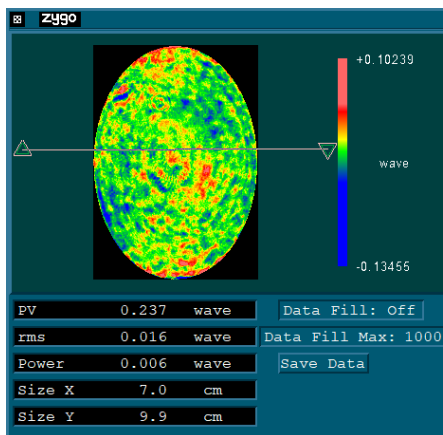 zygo
+0.10239
wave
-0.13455
PV 0.237 wave
Data Fill: Off
rms 0.016 wave
Data Fill Max: 1000
Power 0.006 wave
Save Data
Size X 7.0 cm
Size Y 9.9 cm